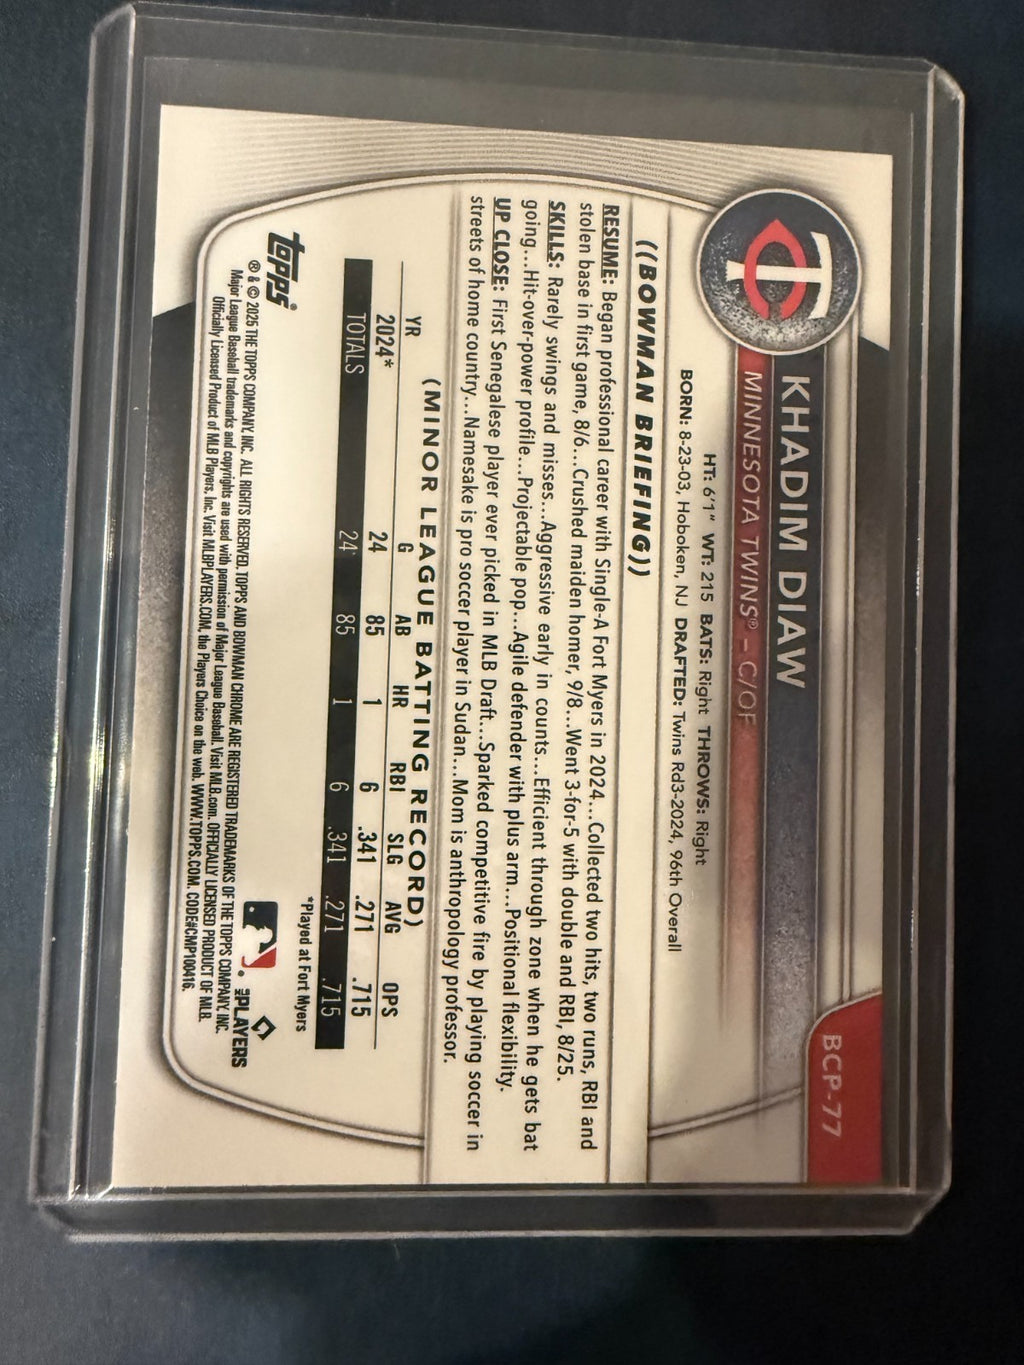 BCP-77
TC
KHADIM DIAW
MINNESOTA TWINS® – C/OF
HT: 6'1" WT: 215 BATS: Right THROWS: Right
BORN: 8-23-03, Hoboken, NJ DRAFTED: Twins Rd3-2024, 96th Overall
((BOWMAN BRIEFING))
RESUME: Began professional career with Single-A Fort Myers in 2024...Collected two hits, two runs, RBI and
stolen base in first game, 8/6...Crushed maiden homer, 9/8...Went 3-for-5 with double and RBI, 8/25.
SKILLS: Rarely swings and misses...Aggressive early in counts...Efficient through zone when he gets bat
going...Hit-over-power profile...Projectable pop...Agile defender with plus arm...Positional flexibility.
UP CLOSE: First Senegalese player ever picked in MLB Draft...Sparked competitive fire by playing soccer in
streets of home country...Namesake is pro soccer player in Sudan...Mom is anthropology professor.
(MINOR LEAGUE BATTING RECORD)
YR G AB HR RBI SLG AVG OPS
2024* 24 85 1 6 .341 .271 .715
TOTALS 24 85 1 6 .341 .271 .715
*Played at Fort Myers
topps®
MLB PLAYERS
® & © 2025 THE TOPPS COMPANY, INC. ALL RIGHTS RESERVED. TOPPS AND BOWMAN CHROME ARE REGISTERED TRADEMARKS OF THE TOPPS COMPANY, INC.
Major League Baseball trademarks and copyrights are used with permission of Major League Baseball. Visit MLB.com. OFFICIALLY LICENSED PRODUCT OF MLB
Officially Licensed Product of MLB Players, Inc. Visit MLBPLAYERS.COM, the Players Choice on the web. WWW.TOPPS.COM. CODE#CMP100416.